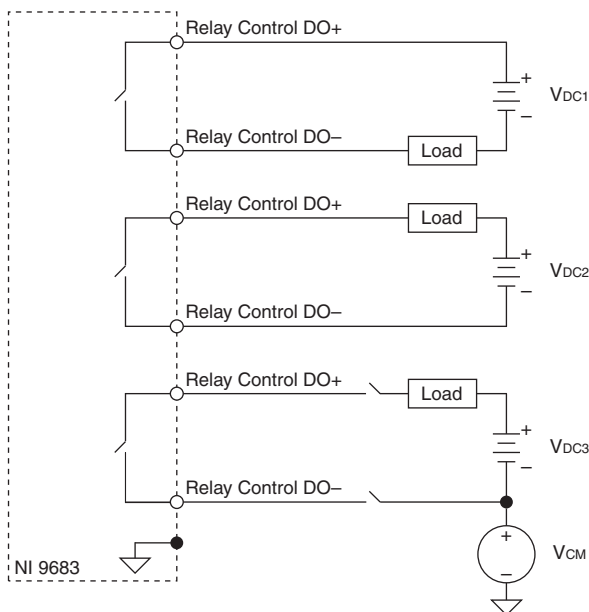 Relay Control DO+
+
VDC1
–
Relay Control DO–
Load
Relay Control DO+
Load
+
VDC2
–
Relay Control DO–
Relay Control DO+
Load
+
VDC3
–
Relay Control DO–
+
VCM
–
NI 9683